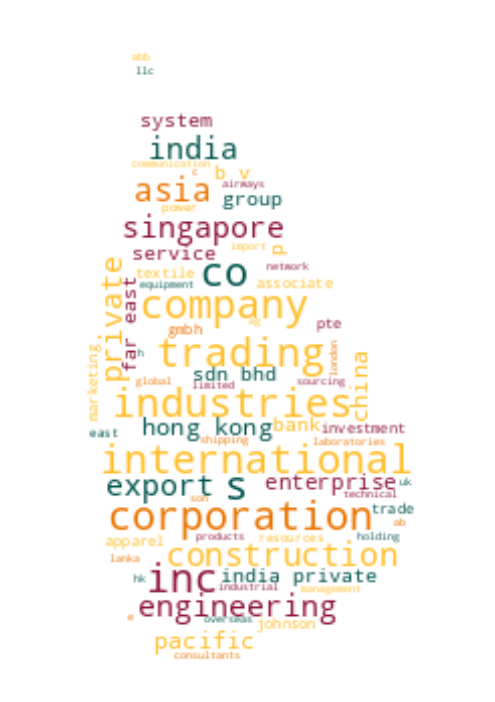 abb
llc
system
india
communication
c b v
asia airways
power group
singapore
service import p
textile co network
equipment associate
private far east company
gmbh ag pte
h trading london
sdn bhd china
marketing global limited sourcing
industries
hong kong bank investment
east shipping laboratories
international
export s enterprise uk
son technical
corporation trade
ab
apparel products resources holding
lanka construction
hk inc india private
industrial management
engineering
e overseas johnson
pacific
consultants